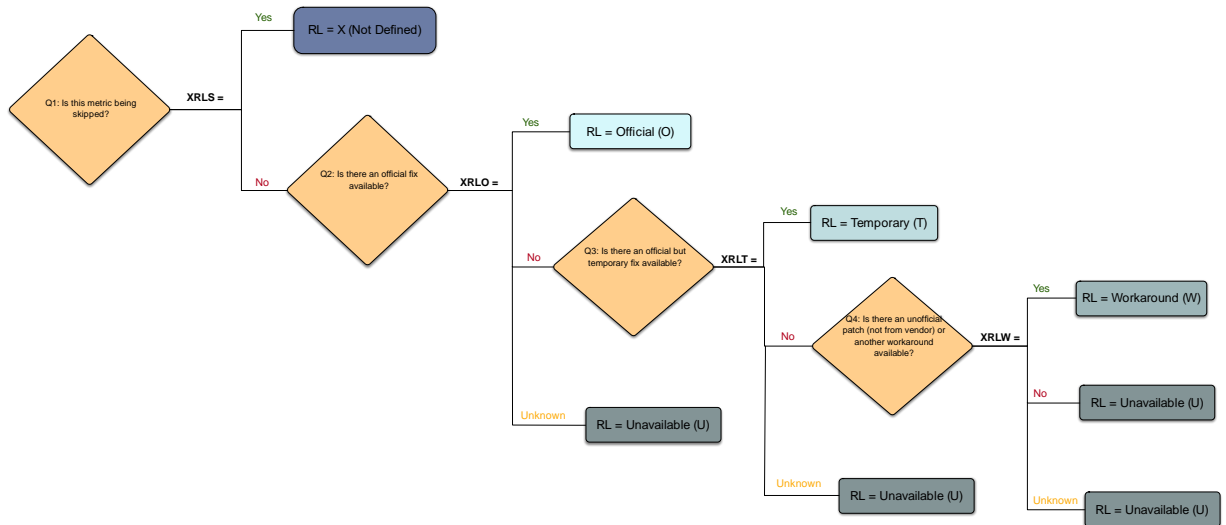 Yes
RL = X (Not Defined)
Q1: Is this metric being
skipped?
XRLS =
No
Q2: Is there an official fix
available?
XRLO =
Yes
RL = Official (O)
No
Q3: Is there an official but
temporary fix available?
XRLT =
Yes
RL = Temporary (T)
No
Q4: Is there an unofficial
patch (not from vendor) or
another workaround
available?
XRLW =
Yes
RL = Workaround (W)
No
RL = Unavailable (U)
Unknown
RL = Unavailable (U)
Unknown
RL = Unavailable (U)
Unknown
RL = Unavailable (U)